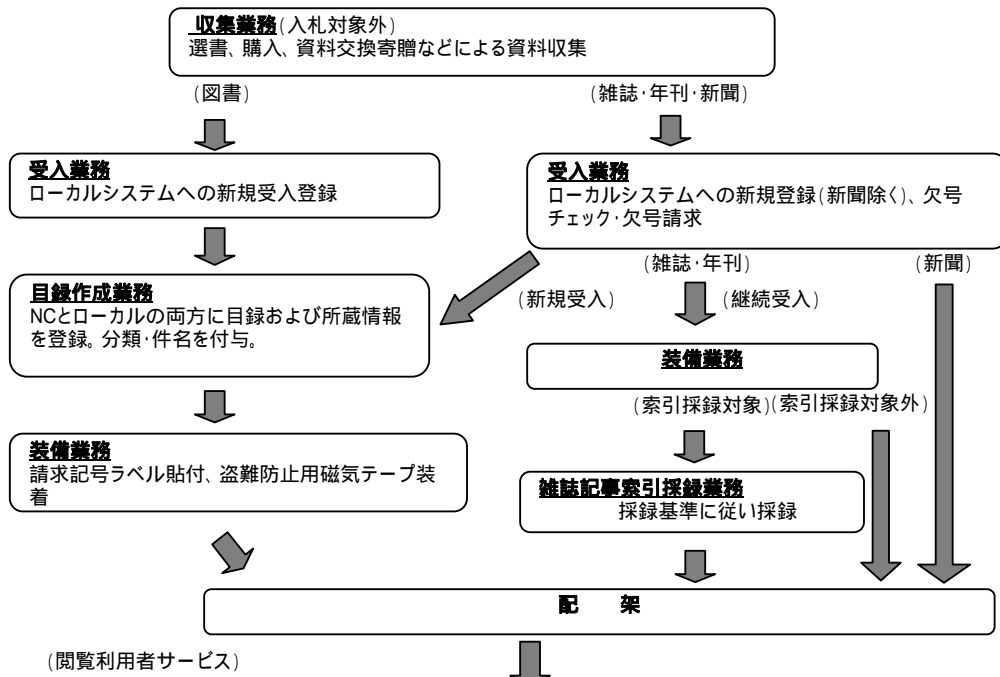 収集業務(入札対象外)
選書、購入、資料交換寄贈などによる資料収集
(図書)
(雑誌・年刊・新聞)
受入業務
ローカルシステムへの新規受入登録
受入業務
ローカルシステムへの新規登録(新聞除く)、欠号
チェック・欠号請求
(雑誌・年刊)
(新聞)
目録作成業務
NCとローカルの両方に目録および所蔵情報
を登録。分類・件名を付与。
(新規受入)
(継続受入)
装備業務
(索引採録対象)(索引採録対象外)
装備業務
請求記号ラベル貼付、盗難防止用磁気テープ装
着
雑誌記事索引採録業務
採録基準に従い採録
配 架
(閲覧利用者サービス)